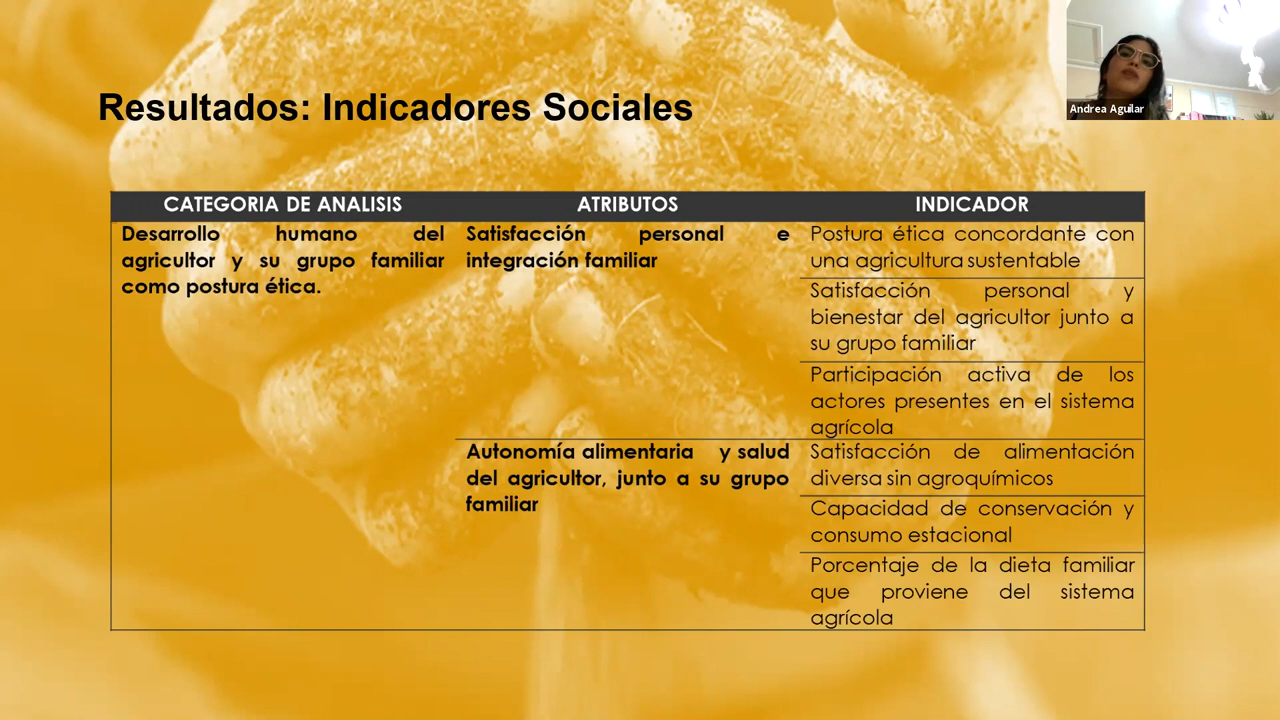 Resultados: Indicadores Sociales
Andrea Aguilar
CATEGORIA DE ANALISIS
ATRIBUTOS
INDICADOR
Desarrollo humano del
agricultor y su grupo familiar
como postura ética.
Satisfacción personal e
integración familiar
Postura ética concordante con
una agricultura sustentable
Satisfacción personal y
bienestar del agricultor junto a
su grupo familiar
Participación activa de los
actores presentes en el sistema
agrícola
Autonomía alimentaria y salud
del agricultor, junto a su grupo
familiar
Satisfacción de alimentación
diversa sin agroquímicos
Capacidad de conservación y
consumo estacional
Porcentaje de la dieta familiar
que proviene del sistema
agrícola